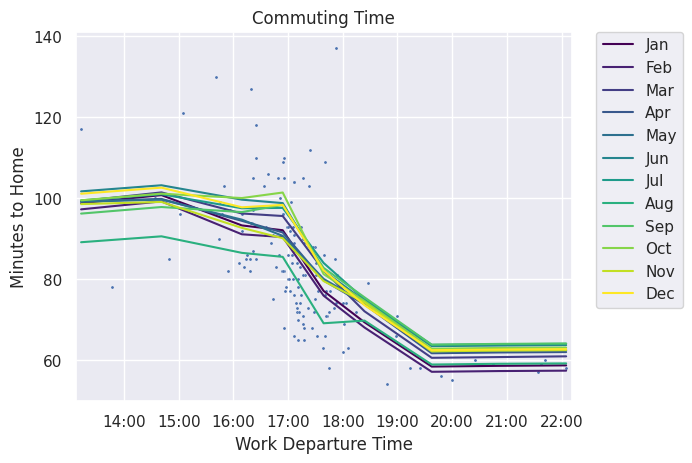 Commuting Time
140
120
100
80
60
Minutes to Home
14:00 15:00 16:00 17:00 18:00 19:00 20:00 21:00 22:00
Work Departure Time
Jan
Feb
Mar
Apr
May
Jun
Jul
Aug
Sep
Oct
Nov
Dec